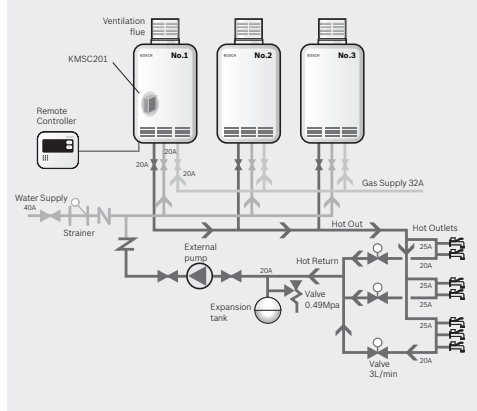 Ventilation
flue
KMSC201
BOSCH
No.1
BOSCH
No.2
BOSCH
No.3
Remote
Controller
20A
20A
20A
Gas Supply 32A
Water Supply
40A
Strainer
Hot Out
Hot Outlets
External
pump
20A
Hot Return
25A
20A
Expansion
tank
Valve
0.49Mpa
25A
25A
25A
20A
Valve
3L/min